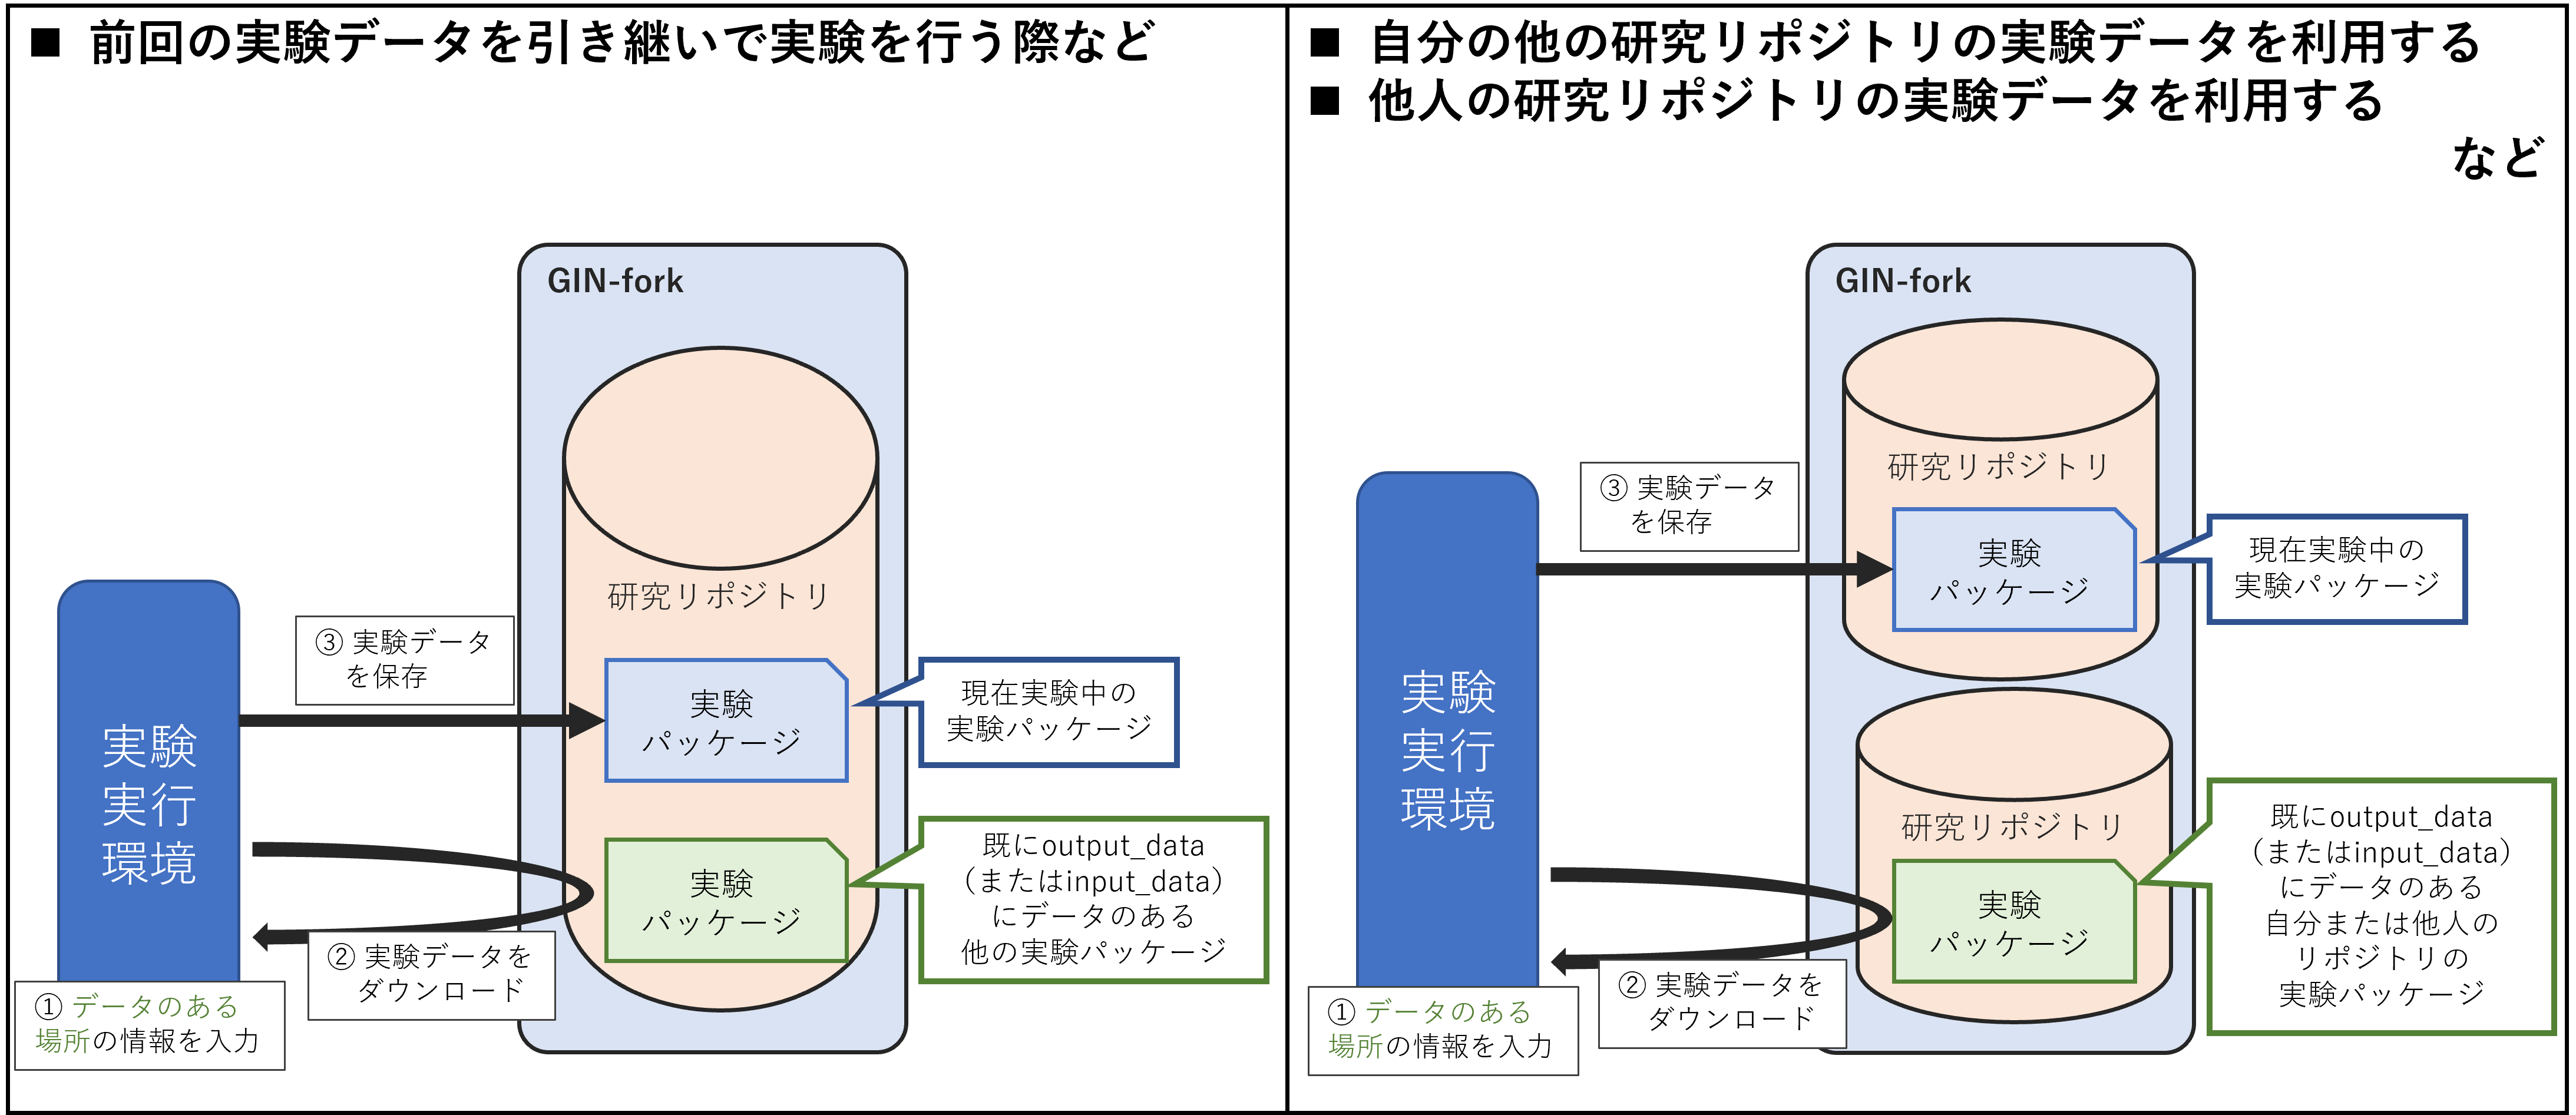 ■ 前回の実験データを引き継いで実験を行う際など
GIN-fork
研究リポジトリ
③ 実験データ
を保存
実験
パッケージ
現在実験中の
実験パッケージ
実験
実行
環境
実験
パッケージ
既にoutput_data
（またはinput_data）
にデータのある
他の実験パッケージ
② 実験データを
ダウンロード
① データのある
場所の情報を入力
■ 自分の他の研究リポジトリの実験データを利用する
■ 他人の研究リポジトリの実験データを利用する
など
GIN-fork
研究リポジトリ
③ 実験データ
を保存
実験
パッケージ
現在実験中の
実験パッケージ
実験
実行
環境
研究リポジトリ
実験
パッケージ
既にoutput_data
（またはinput_data）
にデータのある
自分または他人の
リポジトリの
実験パッケージ
② 実験データを
ダウンロード
① データのある
場所の情報を入力